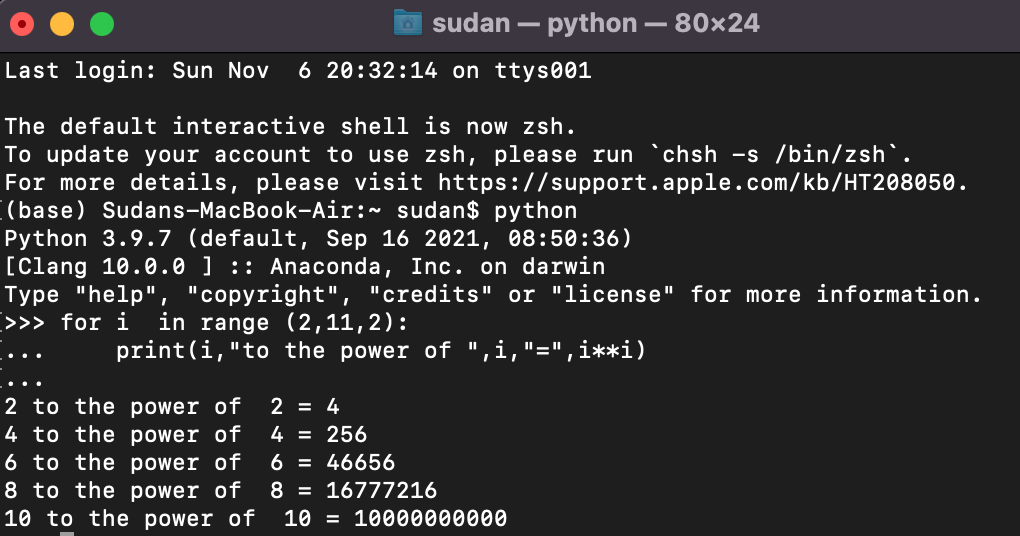 sudan — python — 80×24
Last login: Sun Nov  6 20:32:14 on ttys001
The default interactive shell is now zsh.
To update your account to use zsh, please run `chsh -s /bin/zsh`.
For more details, please visit https://support.apple.com/kb/HT208050.
(base) Sudans-MacBook-Air:~ sudan$ python
Python 3.9.7 (default, Sep 16 2021, 08:50:36)
[Clang 10.0.0 ] :: Anaconda, Inc. on darwin
Type "help", "copyright", "credits" or "license" for more information.
>>> for i  in range (2,11,2):
...     print(i,"to the power of ",i,"=",i**i)
...
2 to the power of  2 = 4
4 to the power of  4 = 256
6 to the power of  6 = 46656
8 to the power of  8 = 16777216
10 to the power of  10 = 10000000000